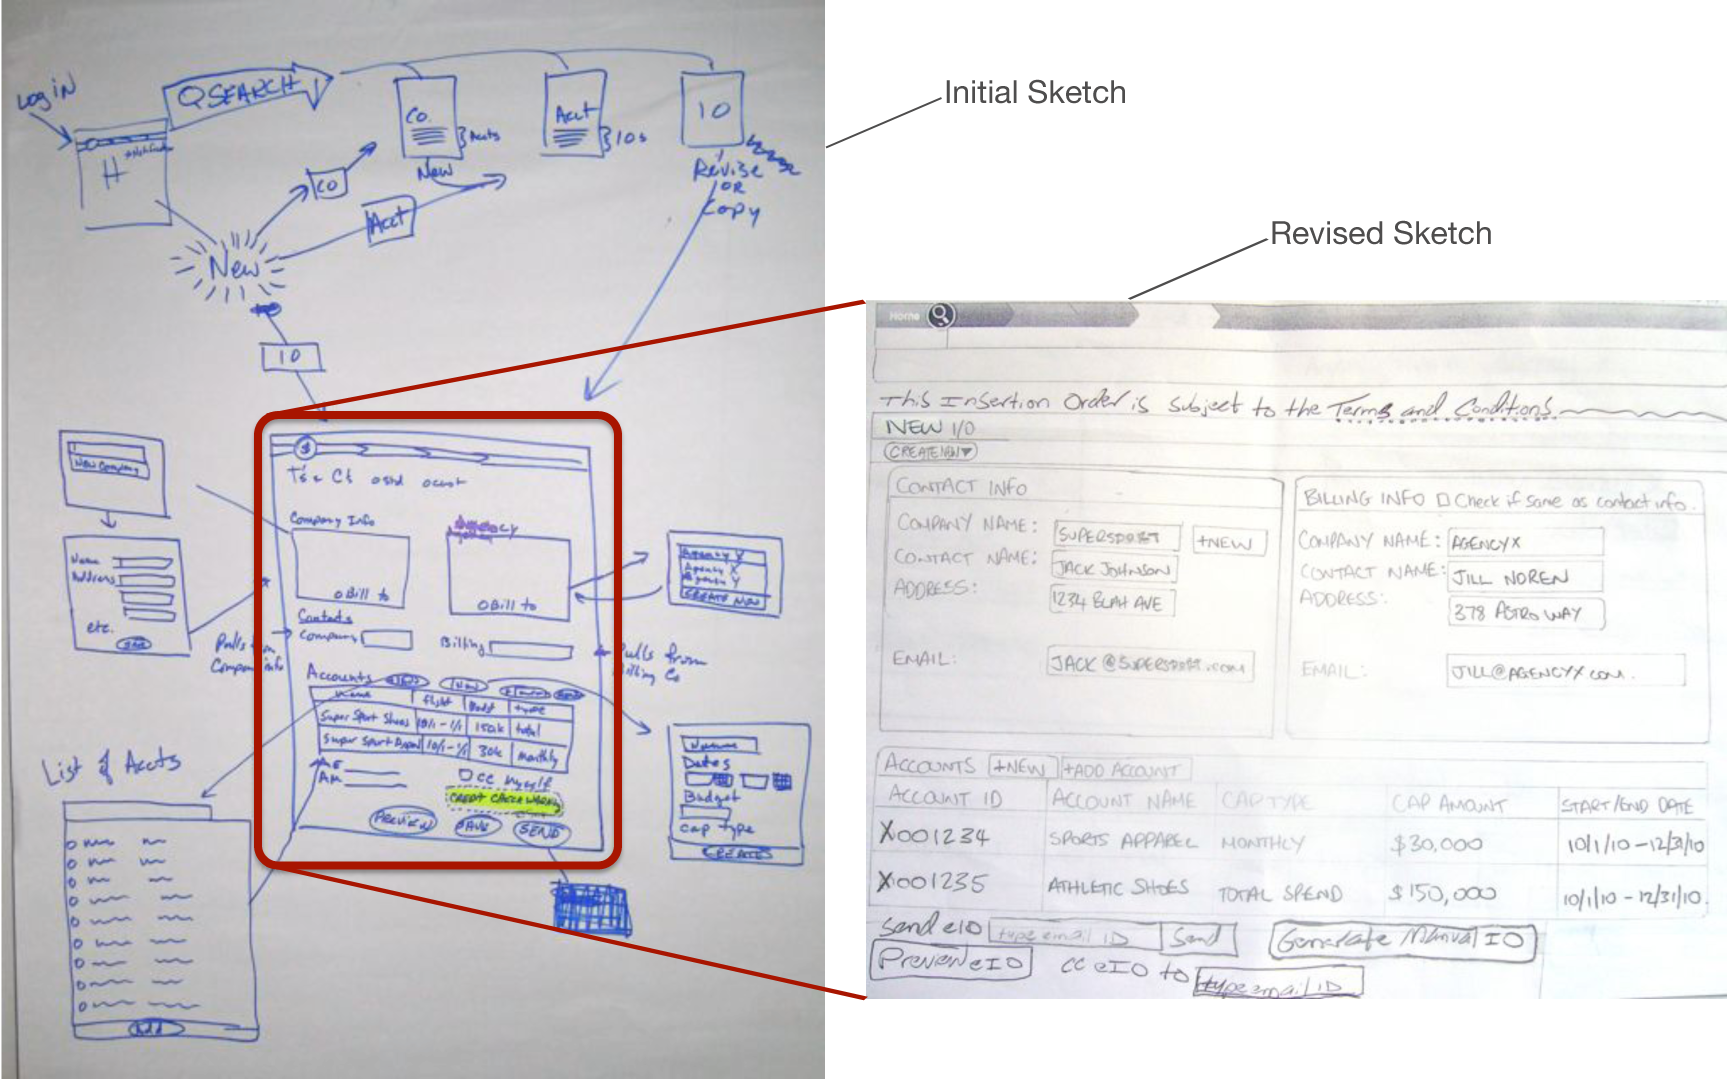 Initial Sketch
Revised Sketch
Log iN
QSEARCH
H
Co.
} Accts
New
Acct
} IOs
IO
Revise
OR
Copy
CO
Acct
New
IO
New Company
Name
Address
etc.
T's & C's
Company Info
Agency
O Bill to
O Bill to
Contacts
Company
Billing
Pulls from
Company info
Pulls from
Billing Co
Agency X
Agency X
Agency Y
CREATE NEW
Accounts
Name flight type
Super Sport Shoes 10/1 - 1/1 150k total
Super Sport 10/1 - 1/1 30k monthly
AE
AM
CC myself
CREDIT CHECK WARNING
PREVIEW SAVE SEND
List of Accts
Add
Name
Dates
Budget
Cap type
CREATE
Home
This Insertion Order is subject to the Terms and Conditions
NEW I/O
CREATE NEW
CONTACT INFO
COMPANY NAME: SUPERSPORT +NEW
CONTACT NAME: JACK JOHNSON
ADDRESS: 1234 BLAH AVE
EMAIL: JACK@SUPERSPORT.COM
BILLING INFO Check if same as contact info.
COMPANY NAME: AGENCYX
CONTACT NAME: JILL NOREN
ADDRESS: 378 ASTRO WAY
EMAIL: JILL@AGENCYX.COM.
ACCOUNTS +NEW +ADD ACCOUNT
ACCOUNT ID ACCOUNT NAME CAP TYPE CAP AMOUNT START/END DATE
X001234 SPORTS APPAREL MONTHLY $30,000 10/1/10 - 12/31/10
X001235 ATHLETIC SHOES TOTAL SPEND $150,000 10/1/10 - 12/31/10
Send eIO type email ID Send Generate Manual IO
Preview eIO CC eIO to type email ID